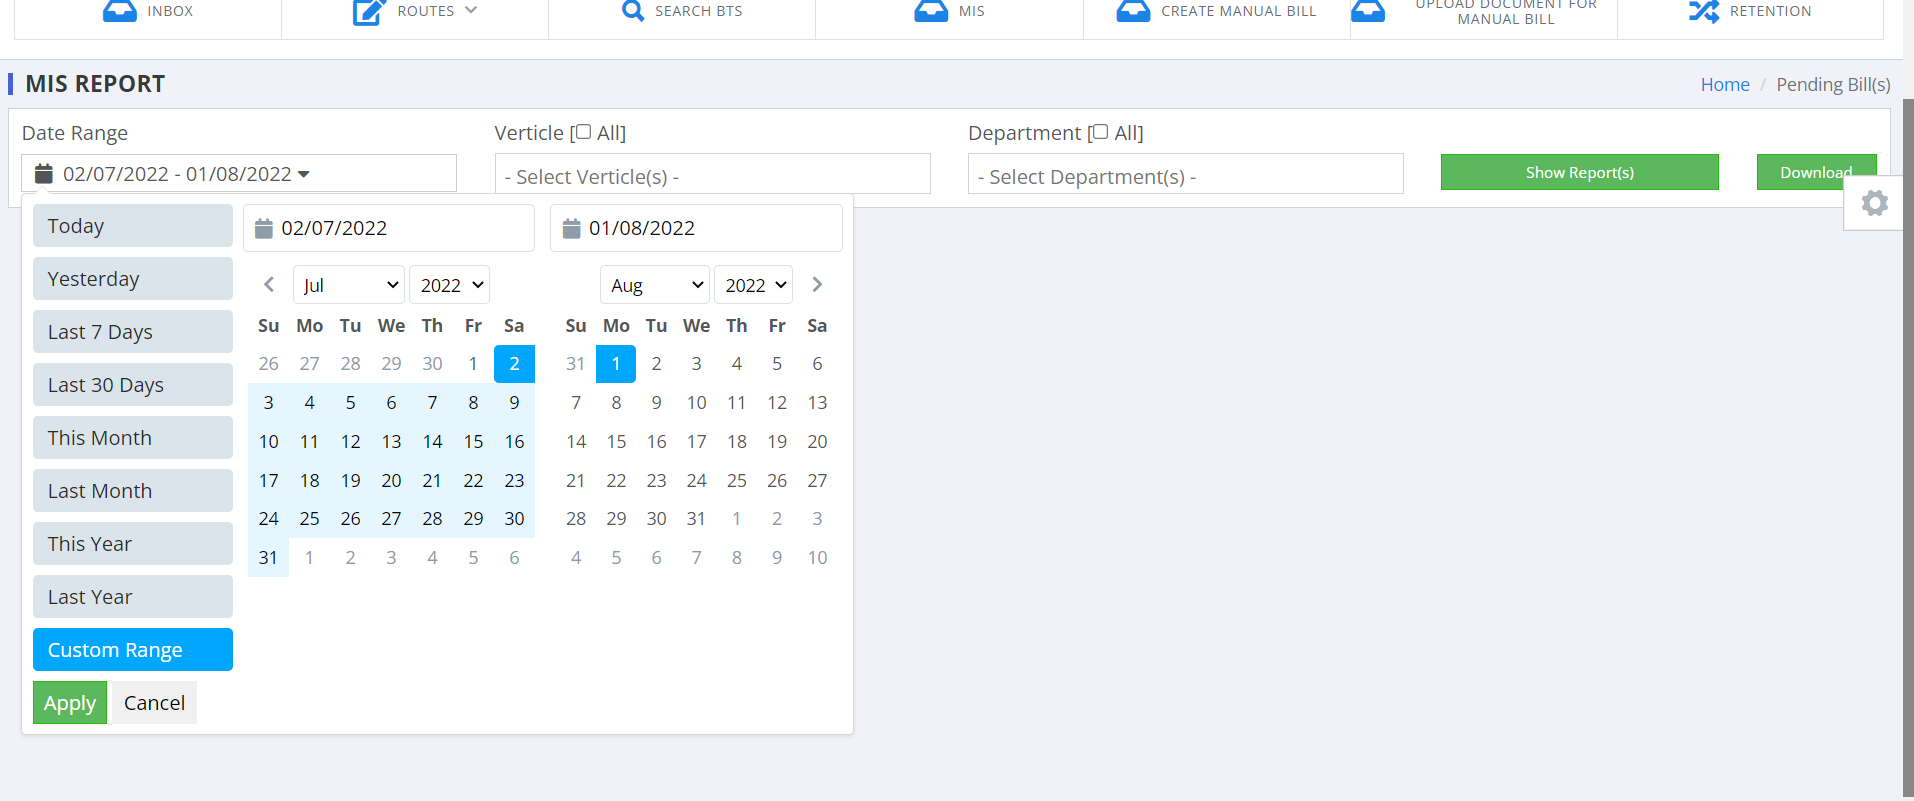 INBOX
ROUTES
SEARCH BTS
MIS
CREATE MANUAL BILL
UPLOAD DOCUMENT FOR
MANUAL BILL
RETENTION
MIS REPORT
Home / Pending Bill(s)
Date Range
Verticle [ All]
Department [ All]
02/07/2022 - 01/08/2022
- Select Verticle(s) -
- Select Department(s) -
Show Report(s)
Download
Today
Yesterday
Last 7 Days
Last 30 Days
This Month
Last Month
This Year
Last Year
Custom Range
Apply
Cancel
02/07/2022
Jul 2022
Su Mo Tu We Th Fr Sa
26 27 28 29 30 1 2
3 4 5 6 7 8 9
10 11 12 13 14 15 16
17 18 19 20 21 22 23
24 25 26 27 28 29 30
31 1 2 3 4 5 6
01/08/2022
Aug 2022
Su Mo Tu We Th Fr Sa
31 1 2 3 4 5 6
7 8 9 10 11 12 13
14 15 16 17 18 19 20
21 22 23 24 25 26 27
28 29 30 31 1 2 3
4 5 6 7 8 9 10